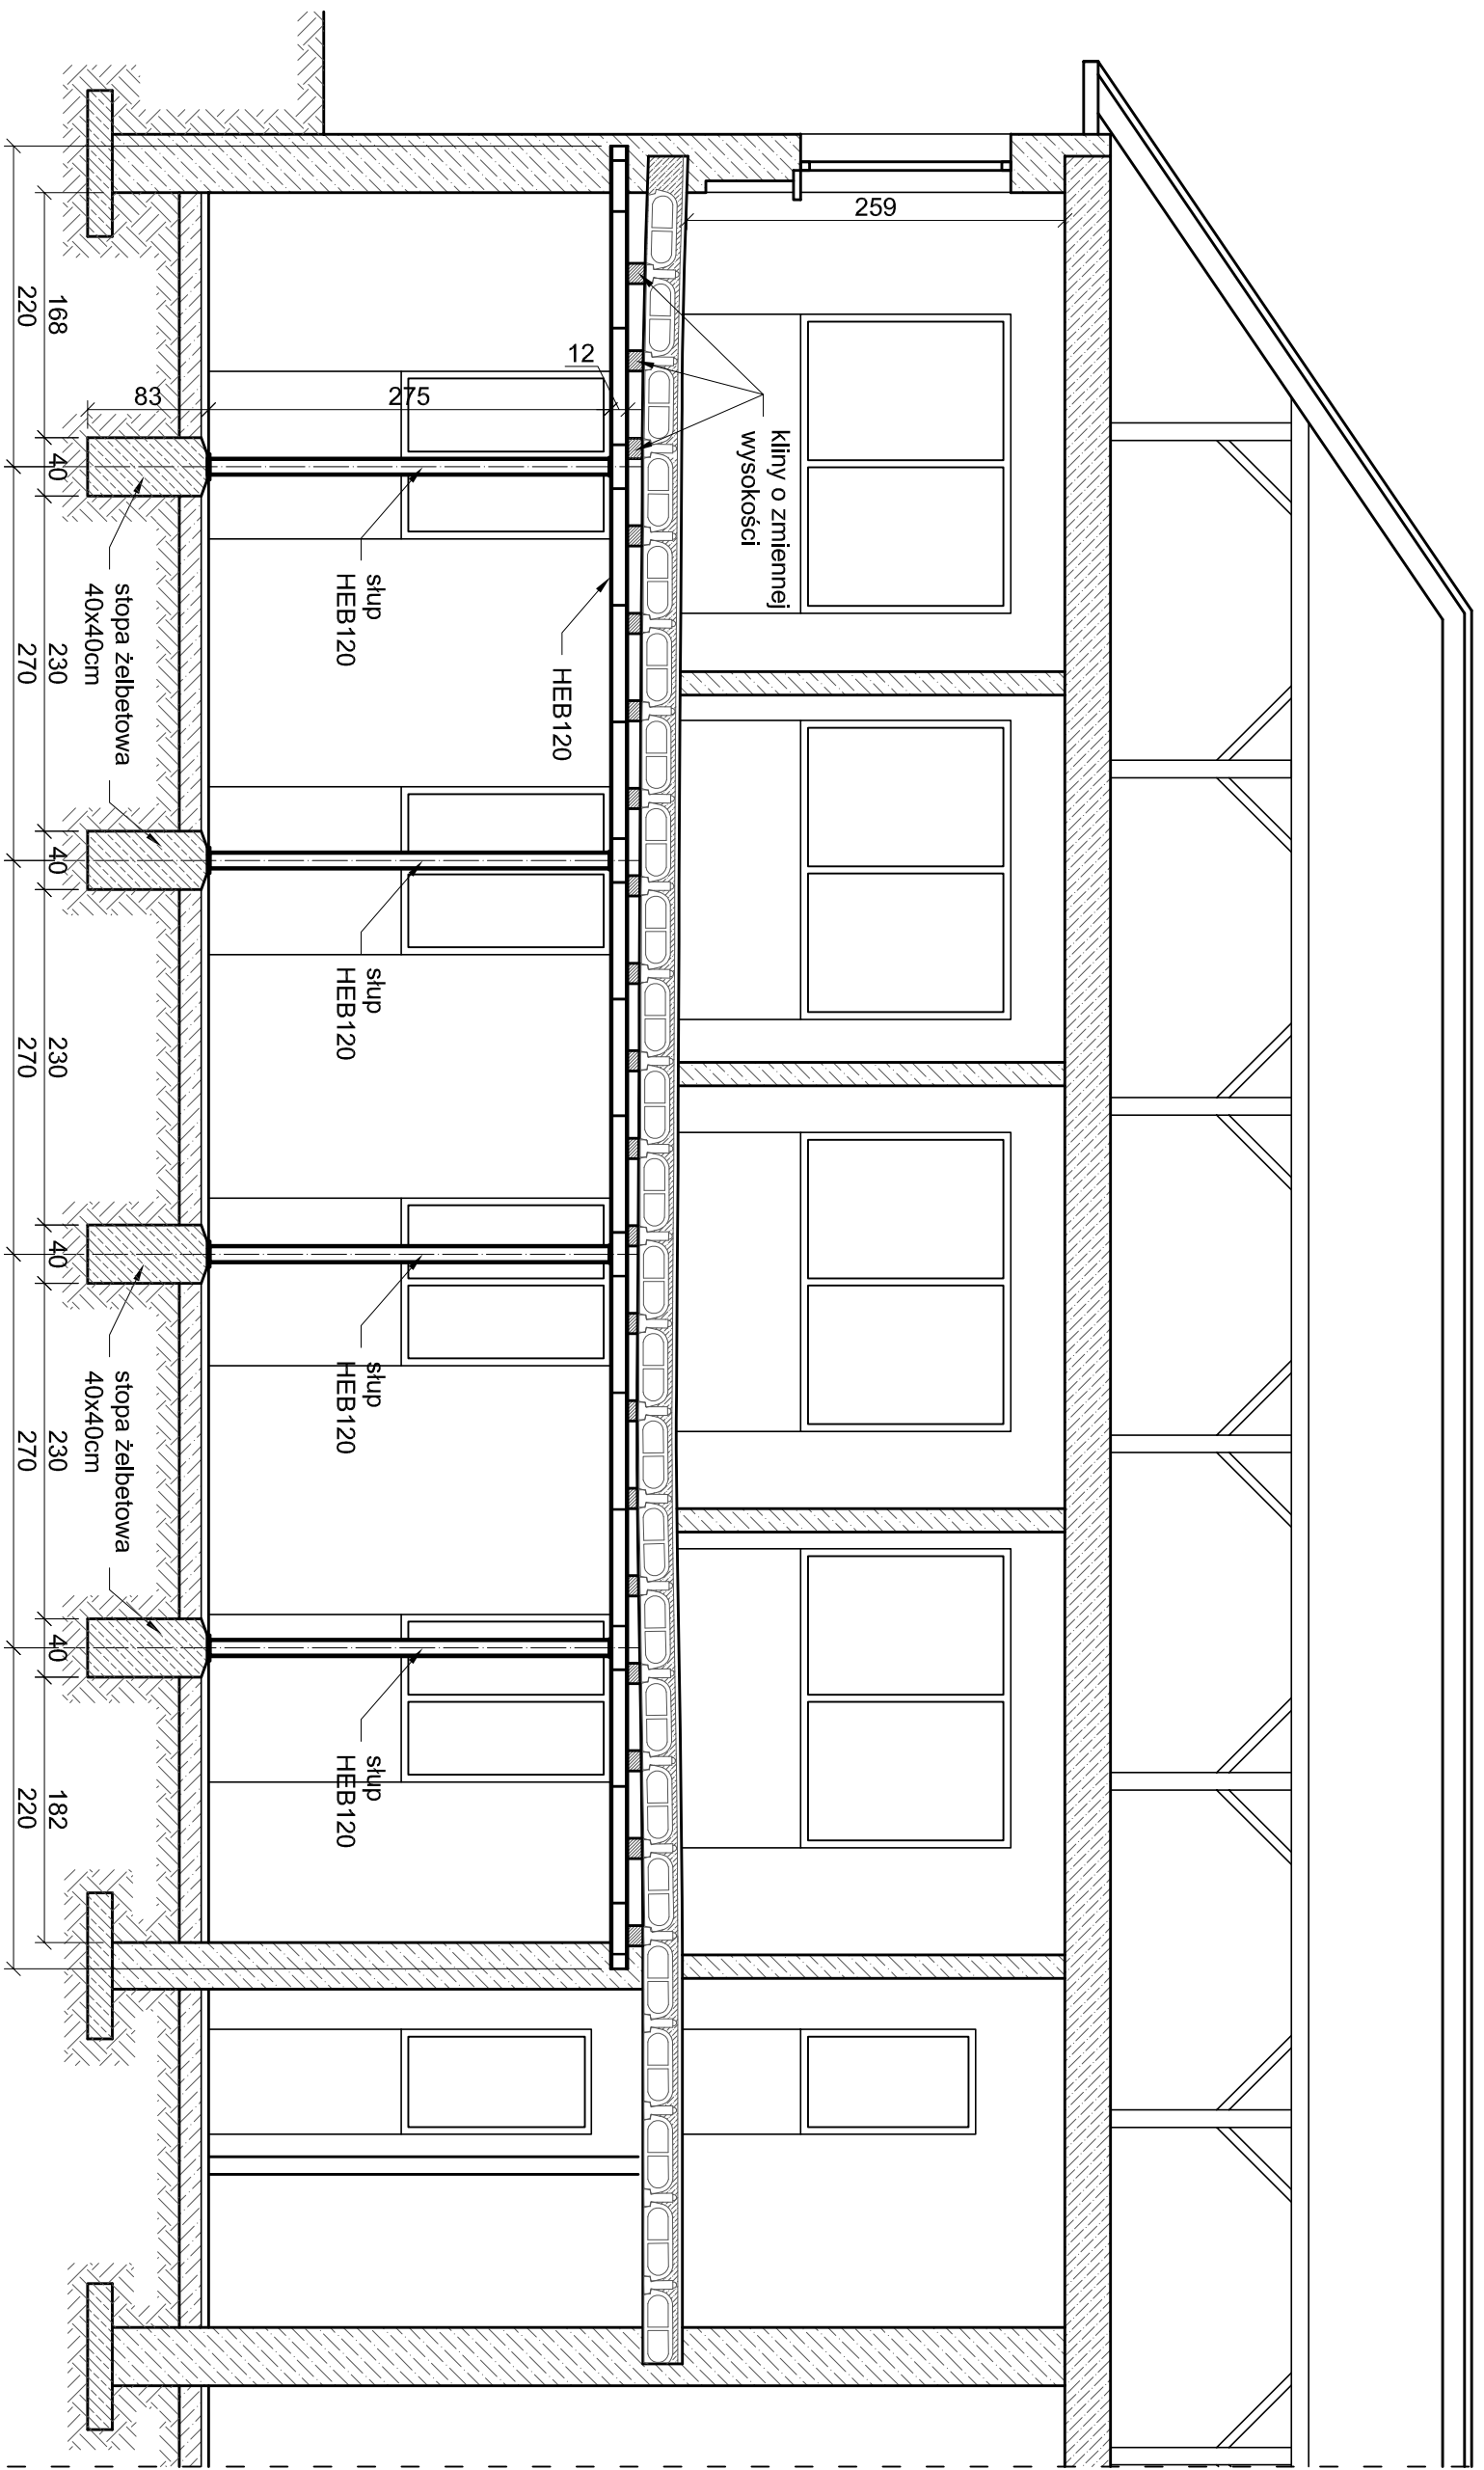 259
kliny o zmiennej
wysokości
12
HEB120
275
83
słup
HEB120
słup
HEB120
słup
HEB120
słup
HEB120
stopa żelbetowa
40x40cm
stopa żelbetowa
40x40cm
168 40 230 40 230 40 230 40 182
220 270 270 270 220